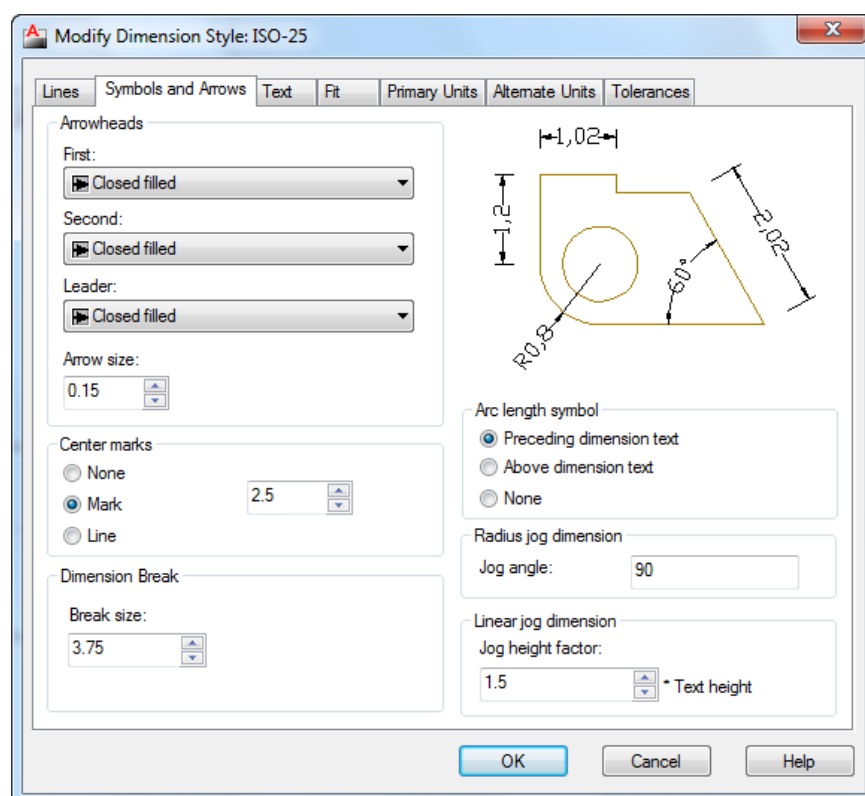 Modify Dimension Style: ISO-25
Lines
Symbols and Arrows
Text
Fit
Primary Units
Alternate Units
Tolerances
Arrowheads
First:
Closed filled
Second:
Closed filled
Leader:
Closed filled
Arrow size:
0.15
Center marks
None
Mark
2.5
Line
Dimension Break
Break size:
3.75
1,02
1,2
2,02
60°
R0,8
Arc length symbol
Preceding dimension text
Above dimension text
None
Radius jog dimension
Jog angle:
90
Linear jog dimension
Jog height factor:
1.5
* Text height
OK
Cancel
Help